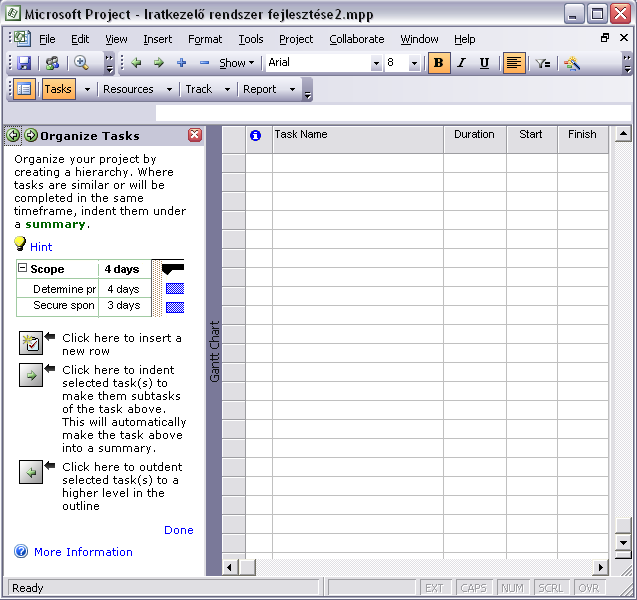 Microsoft Project - Iratkezelő rendszer fejlesztése2.mpp
File Edit View Insert Format Tools Project Collaborate Window Help
Show Arial 8 B I U
Tasks Resources Track Report
Organize Tasks
Task Name Duration Start Finish
Organize your project by
creating a hierarchy. Where
tasks are similar or will be
completed in the same
timeframe, indent them under
a summary.
Hint
Scope 4 days
Determine pr 4 days
Secure spon 3 days
Click here to insert a
new row
Click here to indent
selected task(s) to
make them subtasks
of the task above.
This will automatically
make the task above
into a summary.
Click here to outdent
selected task(s) to a
higher level in the
outline
Done
More Information
Gantt Chart
Ready EXT CAPS NUM SCRL OVR